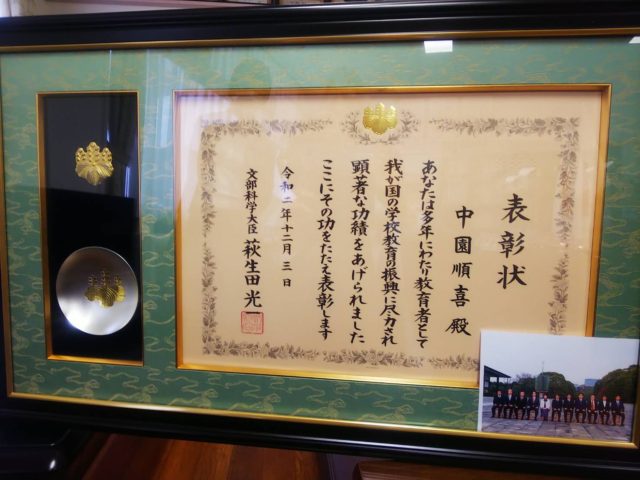 表彰状
中園順喜 殿
あなたは多年にわたり教育者として
我が国の学校教育の振興に尽力され
顕著な功績をあげられました
ここにその功をたたえ表彰します
令和二年十二月三日
文部科学大臣 萩生田光